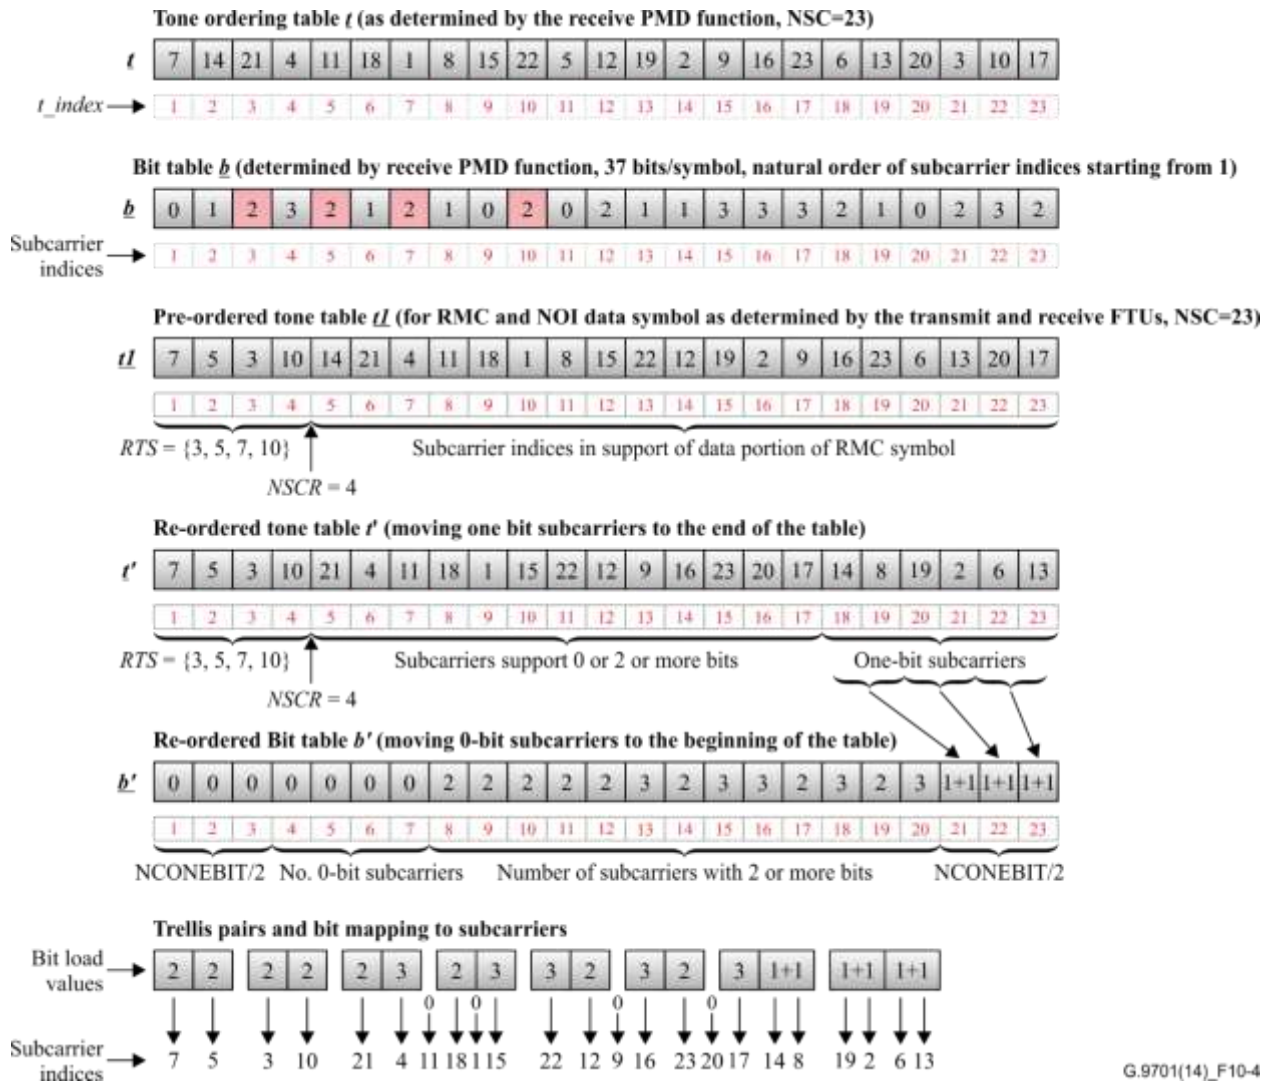 Tone ordering table t (as determined by the receive PMD function, NSC=23)
t 7 14 21 4 11 18 1 8 15 22 5 12 19 2 9 16 23 6 13 20 3 10 17
t_index 1 2 3 4 5 6 7 8 9 10 11 12 13 14 15 16 17 18 19 20 21 22 23
Bit table b (determined by receive PMD function, 37 bits/symbol, natural order of subcarrier indices starting from 1)
b 0 1 2 3 2 1 2 1 0 2 0 2 1 1 3 3 3 2 1 0 2 3 2
Subcarrier
indices
1 2 3 4 5 6 7 8 9 10 11 12 13 14 15 16 17 18 19 20 21 22 23
Pre-ordered tone table t1 (for RMC and NOI data symbol as determined by the transmit and receive FTUs, NSC=23)
t1 7 5 3 10 14 21 4 11 18 1 8 15 22 12 19 2 9 16 23 6 13 20 17
1 2 3 4 5 6 7 8 9 10 11 12 13 14 15 16 17 18 19 20 21 22 23
RTS = {3, 5, 7, 10} Subcarrier indices in support of data portion of RMC symbol
NSCR = 4
Re-ordered tone table t' (moving one bit subcarriers to the end of the table)
t' 7 5 3 10 21 4 11 18 1 15 22 12 9 16 23 20 17 14 8 19 2 6 13
1 2 3 4 5 6 7 8 9 10 11 12 13 14 15 16 17 18 19 20 21 22 23
RTS = {3, 5, 7, 10} Subcarriers support 0 or 2 or more bits One-bit subcarriers
NSCR = 4
Re-ordered Bit table b' (moving 0-bit subcarriers to the beginning of the table)
b' 0 0 0 0 0 0 0 2 2 2 2 2 3 2 3 3 2 3 2 3 1+1 1+1 1+1
1 2 3 4 5 6 7 8 9 10 11 12 13 14 15 16 17 18 19 20 21 22 23
NCONEBIT/2 No. 0-bit subcarriers Number of subcarriers with 2 or more bits NCONEBIT/2
Trellis pairs and bit mapping to subcarriers
Bit load
values
2 2 2 2 2 3 2 3 3 2 3 2 3 1+1 1+1 1+1
0 0 0 0
Subcarrier
indices
7 5 3 10 21 4 11 18 1 15 22 12 9 16 23 20 17 14 8 19 2 6 13
G.9701(14)_F10-4